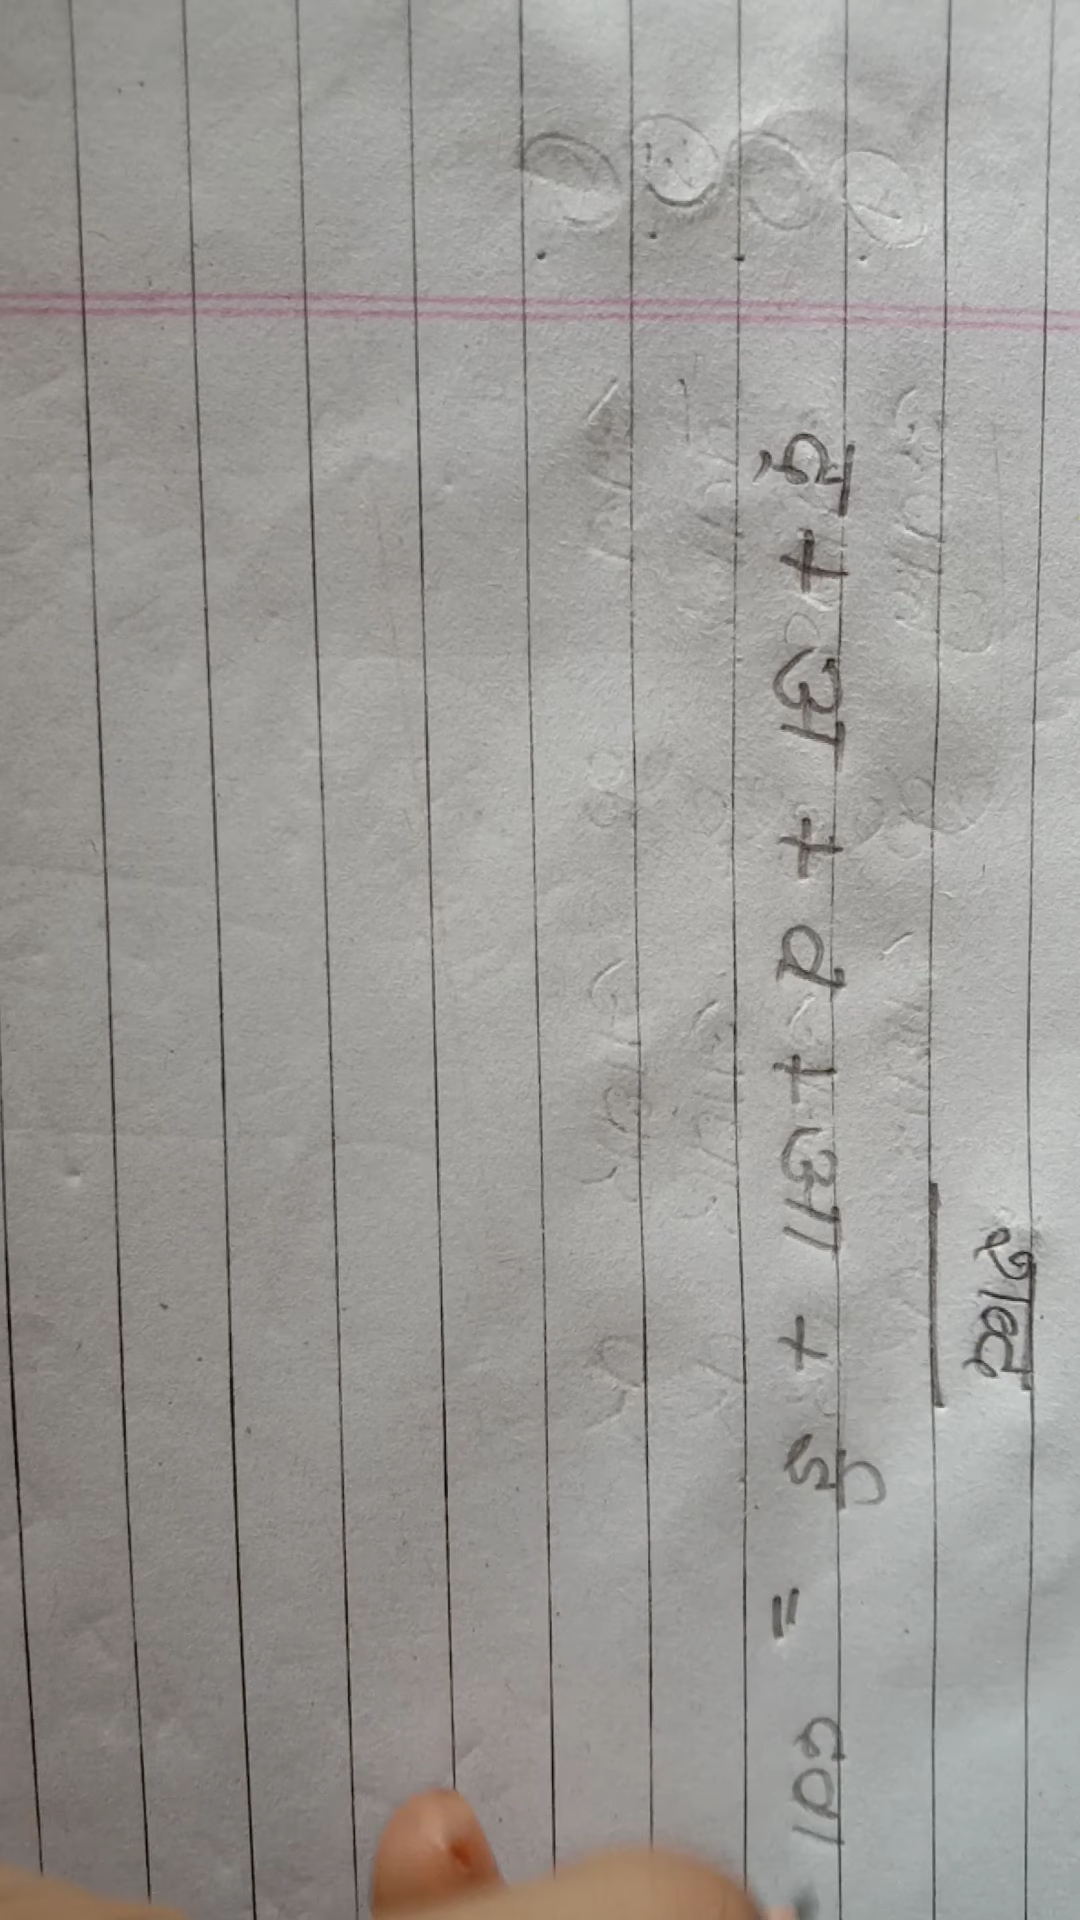 शब्द
द् + अ + व + आ + ई = दवा